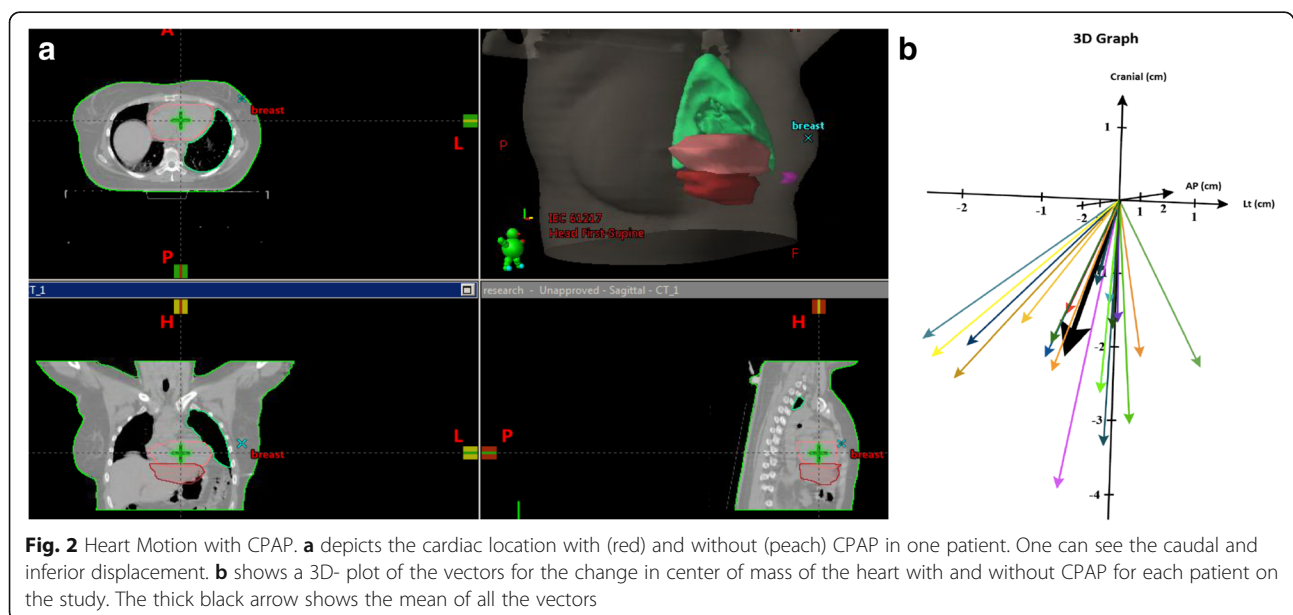 a
A
breast
L
P
P
breast
L
IEC 61217
Head First-Supine
F
T_1
H
L
breast
research - Unapproved - Sagittal - CT_1
H
P
breast
b
3D Graph
Cranial (cm)
1
AP (cm)
-2
-1
-2
1
2
1
Lt (cm)
-2
-3
-4
Fig. 2 Heart Motion with CPAP. a depicts the cardiac location with (red) and without (peach) CPAP in one patient. One can see the caudal and
inferior displacement. b shows a 3D- plot of the vectors for the change in center of mass of the heart with and without CPAP for each patient on
the study. The thick black arrow shows the mean of all the vectors